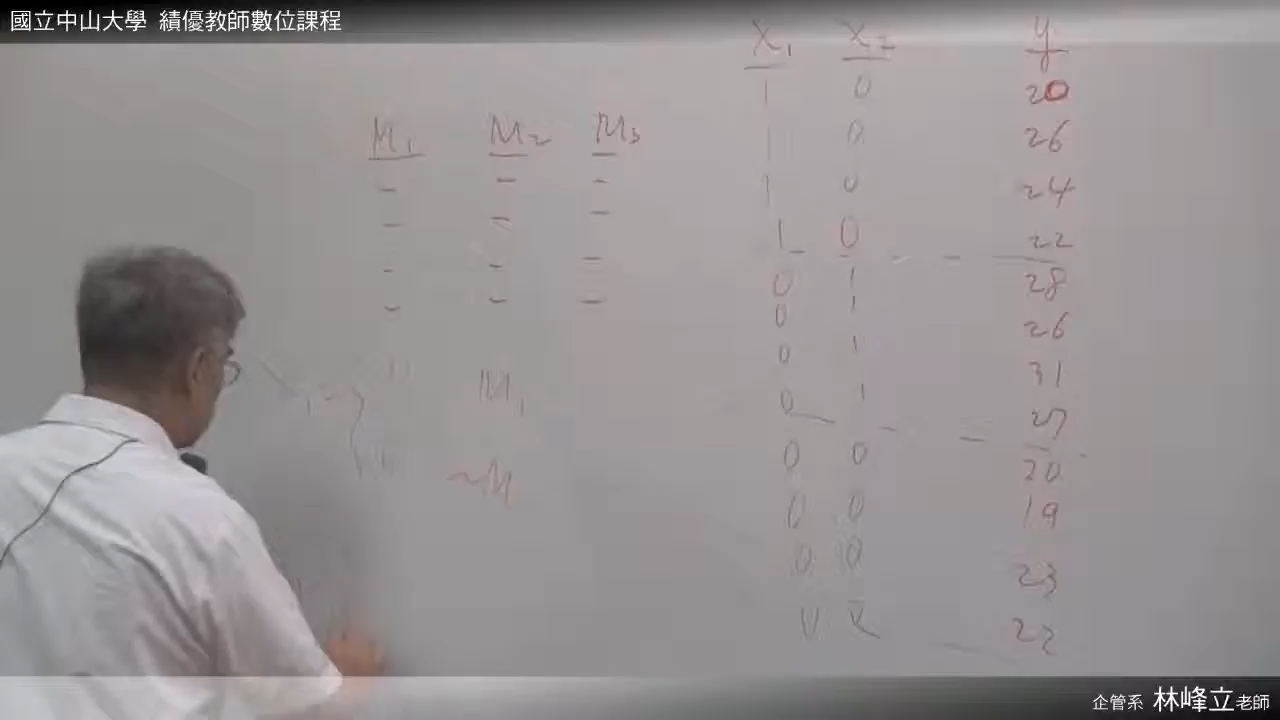 國立中山大學 績優教師數位課程
X₁ X₂ y
1 0 20
M₁ M₂ M₃
1 0 26
1 0 24
1 0 22
0 1 28
0 1 26
0 1 31
M₁
0 1 27
0 0 20
~M
0 0 19
0 0 23
22
企管系 林峰立老師